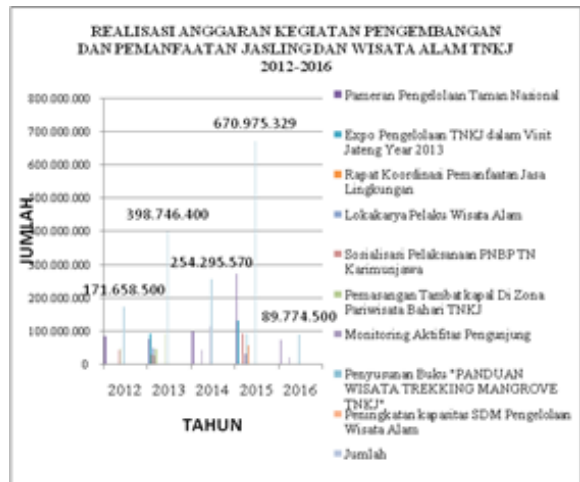 REALISASI ANGGARAN KEGIATAN PENGEMBANGAN
DAN PEMANFAATAN JASLING DAN WISATA ALAM TNKJ
2012-2016
800.000.000
700.000.000
600.000.000
500.000.000
400.000.000
300.000.000
200.000.000
100.000.000
0
JUMLAH
171.658.500
398.746.400
254.295.570
670.975.329
89.774.500
2012 2013 2014 2015 2016
TAHUN
Pameran Pengelolaan Taman Nasional
Expo Pengelolaan TNKJ dalam Visit
Jateng Year 2013
Rapat Koordinasi Pemanfaatan Jasa
Lingkungan
Lokakarya Pelaku Wisata Alam
Sosialisasi Pelaksanaan PNBP TN
Karimunjawa
Pemasangan Tambat kapal Di Zona
Pariwisata Bahari TNKJ
Monitoring Aktifitas Pengunjung
Penyusunan Buku "PANDUAN
WISATA TREKKING MANGROVE
TNKJ"
Peningkatan kapasitas SDM Pengelolaan
Wisata Alam
Jumlah